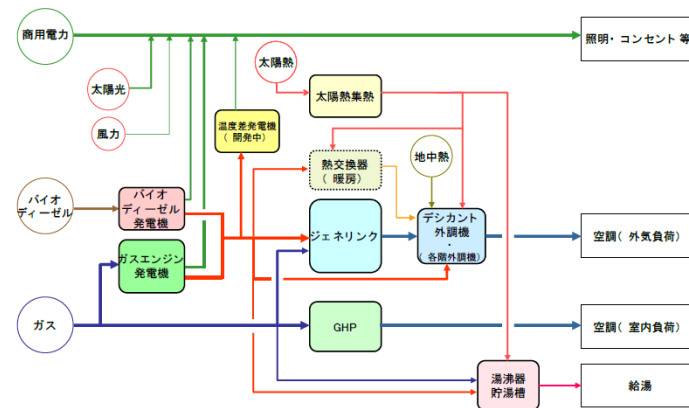 商用電力
照明・コンセント 等
太陽熱
太陽光
太陽熱集熱
温度差発電機
( 開発中)
風力
地中熱
熱交換器
( 暖房)
バイオ
ディーゼル
バイオ
ディーゼル
発電機
ジェネリンク
デシカント
外調機
・
( 各階外調機)
空調( 外気負荷)
ガスエンジン
発電機
ガス
GHP
空調( 室内負荷)
湯沸器
貯湯槽
給湯